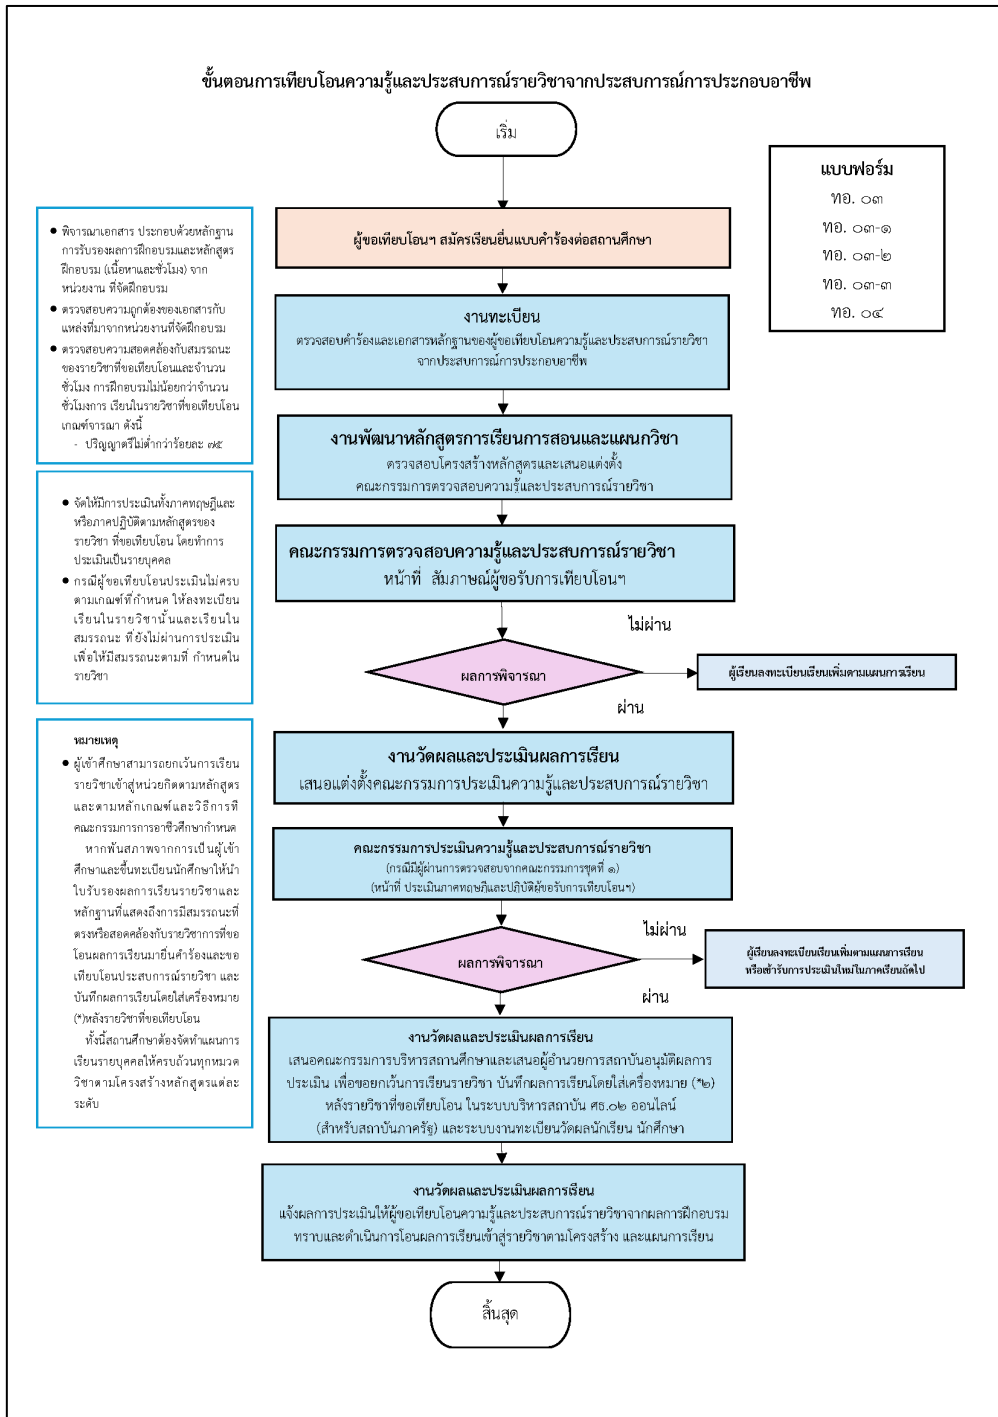 ขั้นตอนการเทียบโอนความรู้และประสบการณ์รายวิชาจากประสบการณ์การประกอบอาชีพ
เริ่ม
แบบฟอร์ม
ทอ. ๐๓
ทอ. ๐๓-๑
ทอ. ๐๓-๒
ทอ. ๐๓-๓
ทอ. ๐๔
ผู้ขอเทียบโอนฯ สมัครเรียนยื่นแบบคำร้องต่อสถานศึกษา
● พิจารณาเอกสาร ประกอบด้วยหลักฐาน
การรับรองผลการฝึกอบรมและหลักสูตร
ฝึกอบรม (เนื้อหาและชั่วโมง) จาก
หน่วยงาน ที่จัดฝึกอบรม
● ตรวจสอบความถูกต้องของเอกสารกับ
แหล่งที่มาจากหน่วยงานที่จัดฝึกอบรม
● ตรวจสอบความสอดคล้องกับสมรรถนะ
ของรายวิชาที่ขอเทียบโอนและจำนวน
ชั่วโมง การฝึกอบรมไม่น้อยกว่าจำนวน
ชั่วโมงการ เรียนในรายวิชาที่ขอเทียบโอน
เกณฑ์จารณา ดังนี้
- ปริญญาตรีไม่ต่ำกว่าร้อยละ ๗๕
งานทะเบียน
ตรวจสอบคำร้องและเอกสารหลักฐานของผู้ขอเทียบโอนความรู้และประสบการณ์รายวิชา
จากประสบการณ์การประกอบอาชีพ
งานพัฒนาหลักสูตรการเรียนการสอนและแผนกวิชา
ตรวจสอบโครงสร้างหลักสูตรและเสนอแต่งตั้ง
คณะกรรมการตรวจสอบความรู้และประสบการณ์รายวิชา
● จัดให้มีการประเมินทั้งภาคทฤษฎีและ
หรือภาคปฏิบัติตามหลักสูตรของ
รายวิชา ที่ขอเทียบโอน โดยทำการ
ประเมินเป็นรายบุคคล
● กรณีผู้ขอเทียบโอนประเมินไม่ครบ
ตามเกณฑ์ที่กำหนด ให้ลงทะเบียน
เรียนในรายวิชานั้นและเรียนใน
สมรรถนะ ที่ยังไม่ผ่านการประเมิน
เพื่อให้มีสมรรถนะตามที่ กำหนดใน
รายวิชา
คณะกรรมการตรวจสอบความรู้และประสบการณ์รายวิชา
หน้าที่ สัมภาษณ์ผู้ขอรับการเทียบโอนฯ
ไม่ผ่าน
ผลการพิจารณา
ผู้เรียนลงทะเบียนเรียนเพิ่มตามแผนการเรียน
ผ่าน
หมายเหตุ
● ผู้เข้าศึกษาสามารถยกเว้นการเรียน
รายวิชาเข้าสู่หน่วยกิตตามหลักสูตร
และตามหลักเกณฑ์และวิธีการที่
คณะกรรมการการอาชีวศึกษากำหนด
หากพ้นสภาพจากการเป็นผู้เข้า
ศึกษาและขึ้นทะเบียนนักศึกษาให้นำ
ใบรับรองผลการเรียนรายวิชาและ
หลักฐานที่แสดงถึงการมีสมรรถนะที่
ตรงหรือสอดคล้องกับรายวิชาการที่ขอ
โอนผลการเรียนมายื่นคำร้องและขอ
เทียบโอนประสบการณ์รายวิชา และ
บันทึกผลการเรียนโดยใส่เครื่องหมาย
(*)หลังรายวิชาที่ขอเทียบโอน
ทั้งนี้สถานศึกษาต้องจัดทำแผนการ
เรียนรายบุคคลให้ครบถ้วนทุกหมวด
วิชาตามโครงสร้างหลักสูตรแต่ละ
ระดับ
งานวัดผลและประเมินผลการเรียน
เสนอแต่งตั้งคณะกรรมการประเมินความรู้และประสบการณ์รายวิชา
คณะกรรมการประเมินความรู้และประสบการณ์รายวิชา
(กรณีมีผู้ผ่านการตรวจสอบจากคณะกรรมการชุดที่ ๑)
(หน้าที่ ประเมินภาคทฤษฎีและปฏิบัติผู้ขอรับการเทียบโอนฯ)
ไม่ผ่าน
ผลการพิจารณา
ผู้เรียนลงทะเบียนเรียนเพิ่มตามแผนการเรียน
หรือเข้ารับการประเมินใหม่ในภาคเรียนถัดไป
ผ่าน
งานวัดผลและประเมินผลการเรียน
เสนอคณะกรรมการบริหารสถานศึกษาและเสนอผู้อำนวยการสถาบันอนุมัติผลการ
ประเมิน เพื่อขอยกเว้นการเรียนรายวิชา บันทึกผลการเรียนโดยใส่เครื่องหมาย (*๒)
หลังรายวิชาที่ขอเทียบโอน ในระบบบริหารสถาบัน ศธ.๐๒ ออนไลน์
(สำหรับสถาบันภาครัฐ) และระบบงานทะเบียนวัดผลนักเรียน นักศึกษา
งานวัดผลและประเมินผลการเรียน
แจ้งผลการประเมินให้ผู้ขอเทียบโอนความรู้และประสบการณ์รายวิชาจากผลการฝึกอบรม
ทราบและดำเนินการโอนผลการเรียนเข้าสู่รายวิชาตามโครงสร้าง และแผนการเรียน
สิ้นสุด